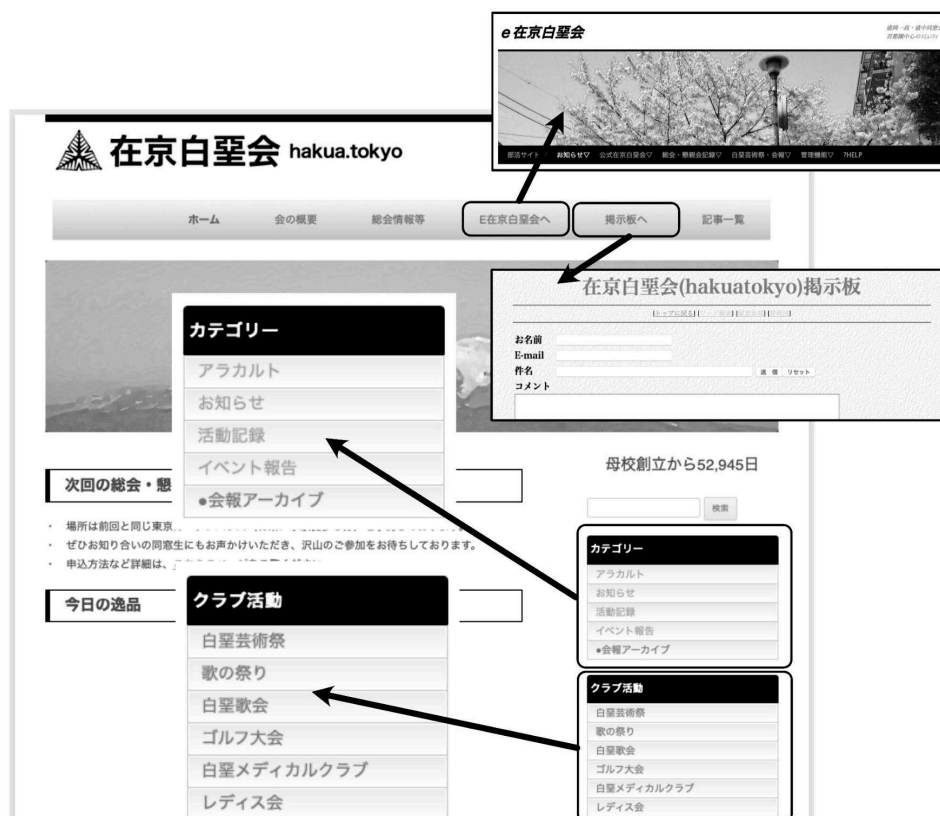 e在京白堊会
部活サイト お知らせ▽ 公式在京白堊会▽ 総会・懇親会記録▽ 白堊芸術祭・会報▽ 管理機能▽ ?HELP
在京白堊会 hakua.tokyo
ホーム 会の概要 総会情報等 E在京白堊会へ 掲示板へ 記事一覧
在京白堊会(hakuatokyo)掲示板
[トップに戻る]
お名前
E-mail
件名
送 信 リセット
コメント
カテゴリー
アラカルト
お知らせ
活動記録
イベント報告
●会報アーカイブ
母校創立から52,945日
検索
次回の総会・懇
・ 場所は前回と同じ東京
・ ぜひお知り合いの同窓生にもお声かけいただき、沢山のご参加をお待ちしております。
・ 申込方法など詳細は、
今日の逸品
クラブ活動
白堊芸術祭
歌の祭り
白堊歌会
ゴルフ大会
白堊メディカルクラブ
レディス会
カテゴリー
アラカルト
お知らせ
活動記録
イベント報告
●会報アーカイブ
クラブ活動
白堊芸術祭
歌の祭り
白堊歌会
ゴルフ大会
白堊メディカルクラブ
レディス会